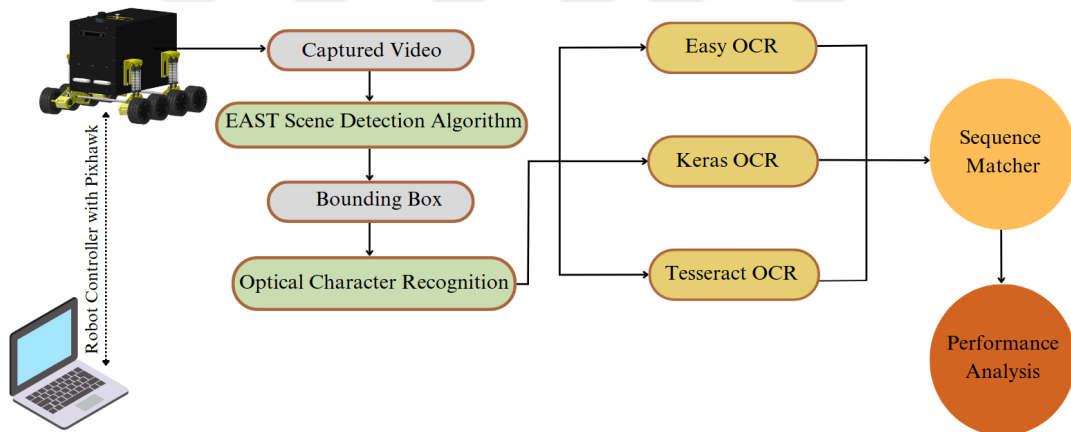 Captured Video
EAST Scene Detection Algorithm
Bounding Box
Optical Character Recognition
Robot Controller with Pixhawk
Easy OCR
Keras OCR
Tesseract OCR
Sequence
Matcher
Performance
Analysis